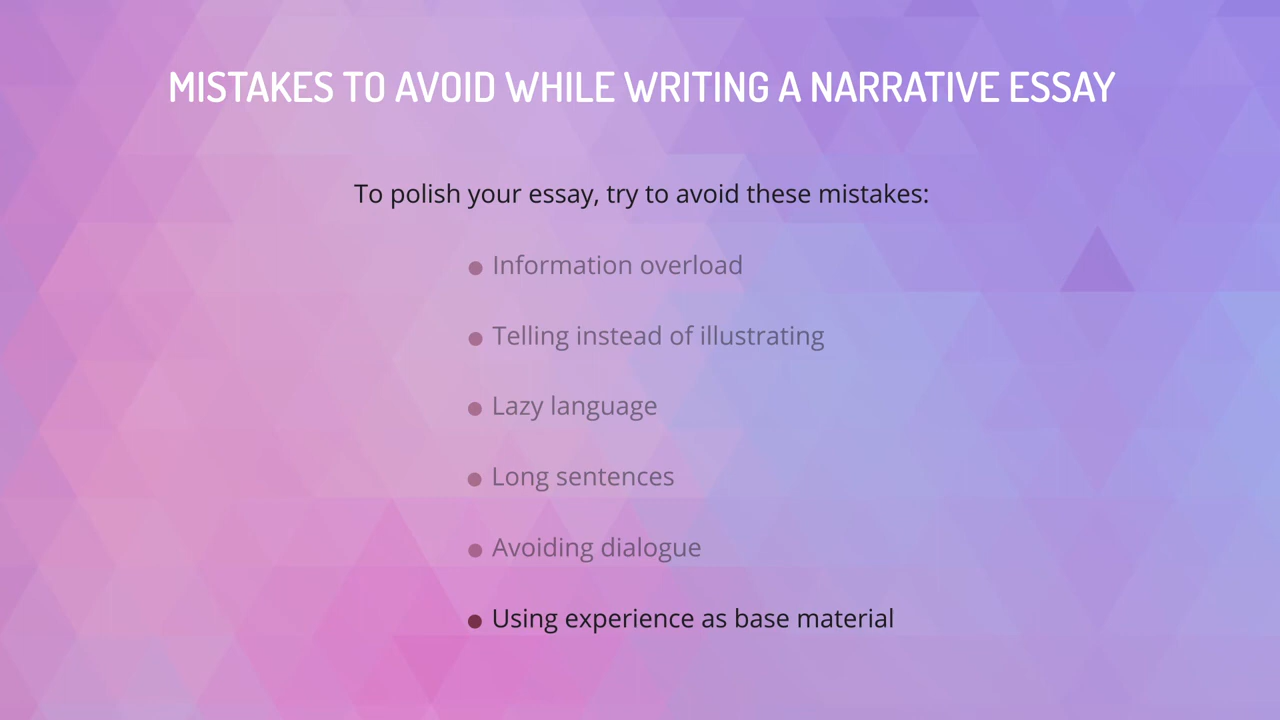 MISTAKES TO AVOID WHILE WRITING A NARRATIVE ESSAY
To polish your essay, try to avoid these mistakes:
● Information overload
● Telling instead of illustrating
● Lazy language
● Long sentences
● Avoiding dialogue
● Using experience as base material